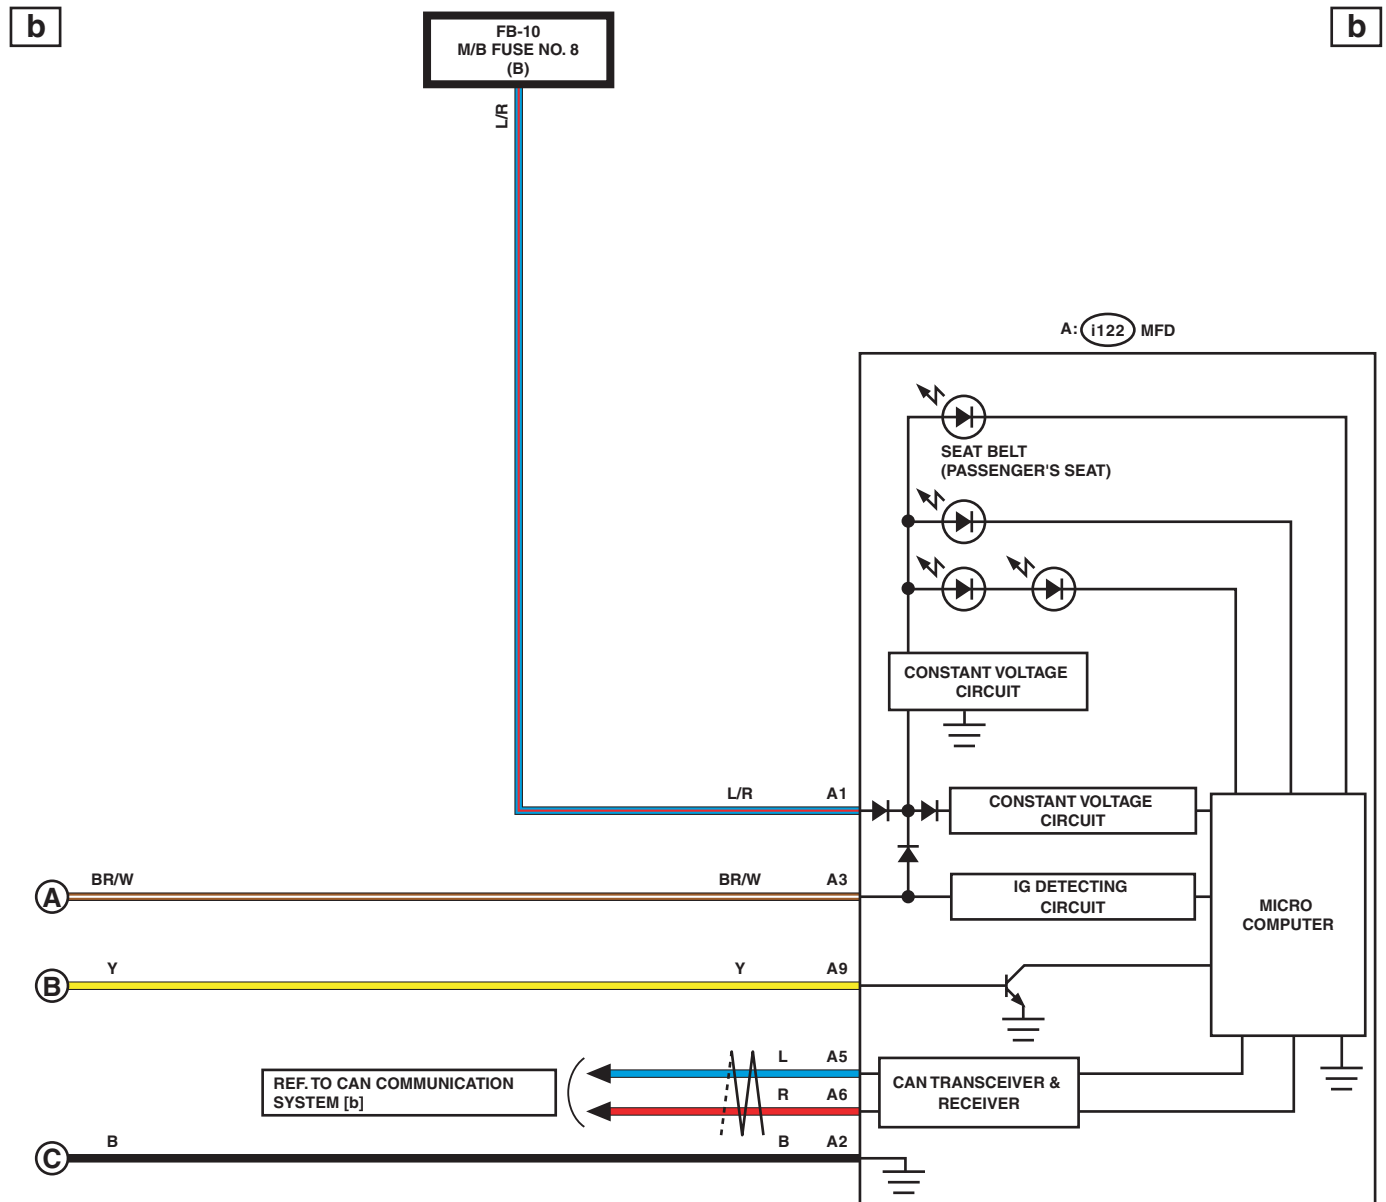 b
b
FB-10
M/B FUSE NO. 8
(B)
L/R
A: i122 MFD
SEAT BELT
(PASSENGER'S SEAT)
CONSTANT VOLTAGE
CIRCUIT
L/R A1
CONSTANT VOLTAGE
CIRCUIT
A BR/W BR/W A3
IG DETECTING
CIRCUIT
MICRO
COMPUTER
B Y Y A9
REF. TO CAN COMMUNICATION
SYSTEM [b]
L A5
R A6
CAN TRANSCEIVER &
RECEIVER
C B B A2